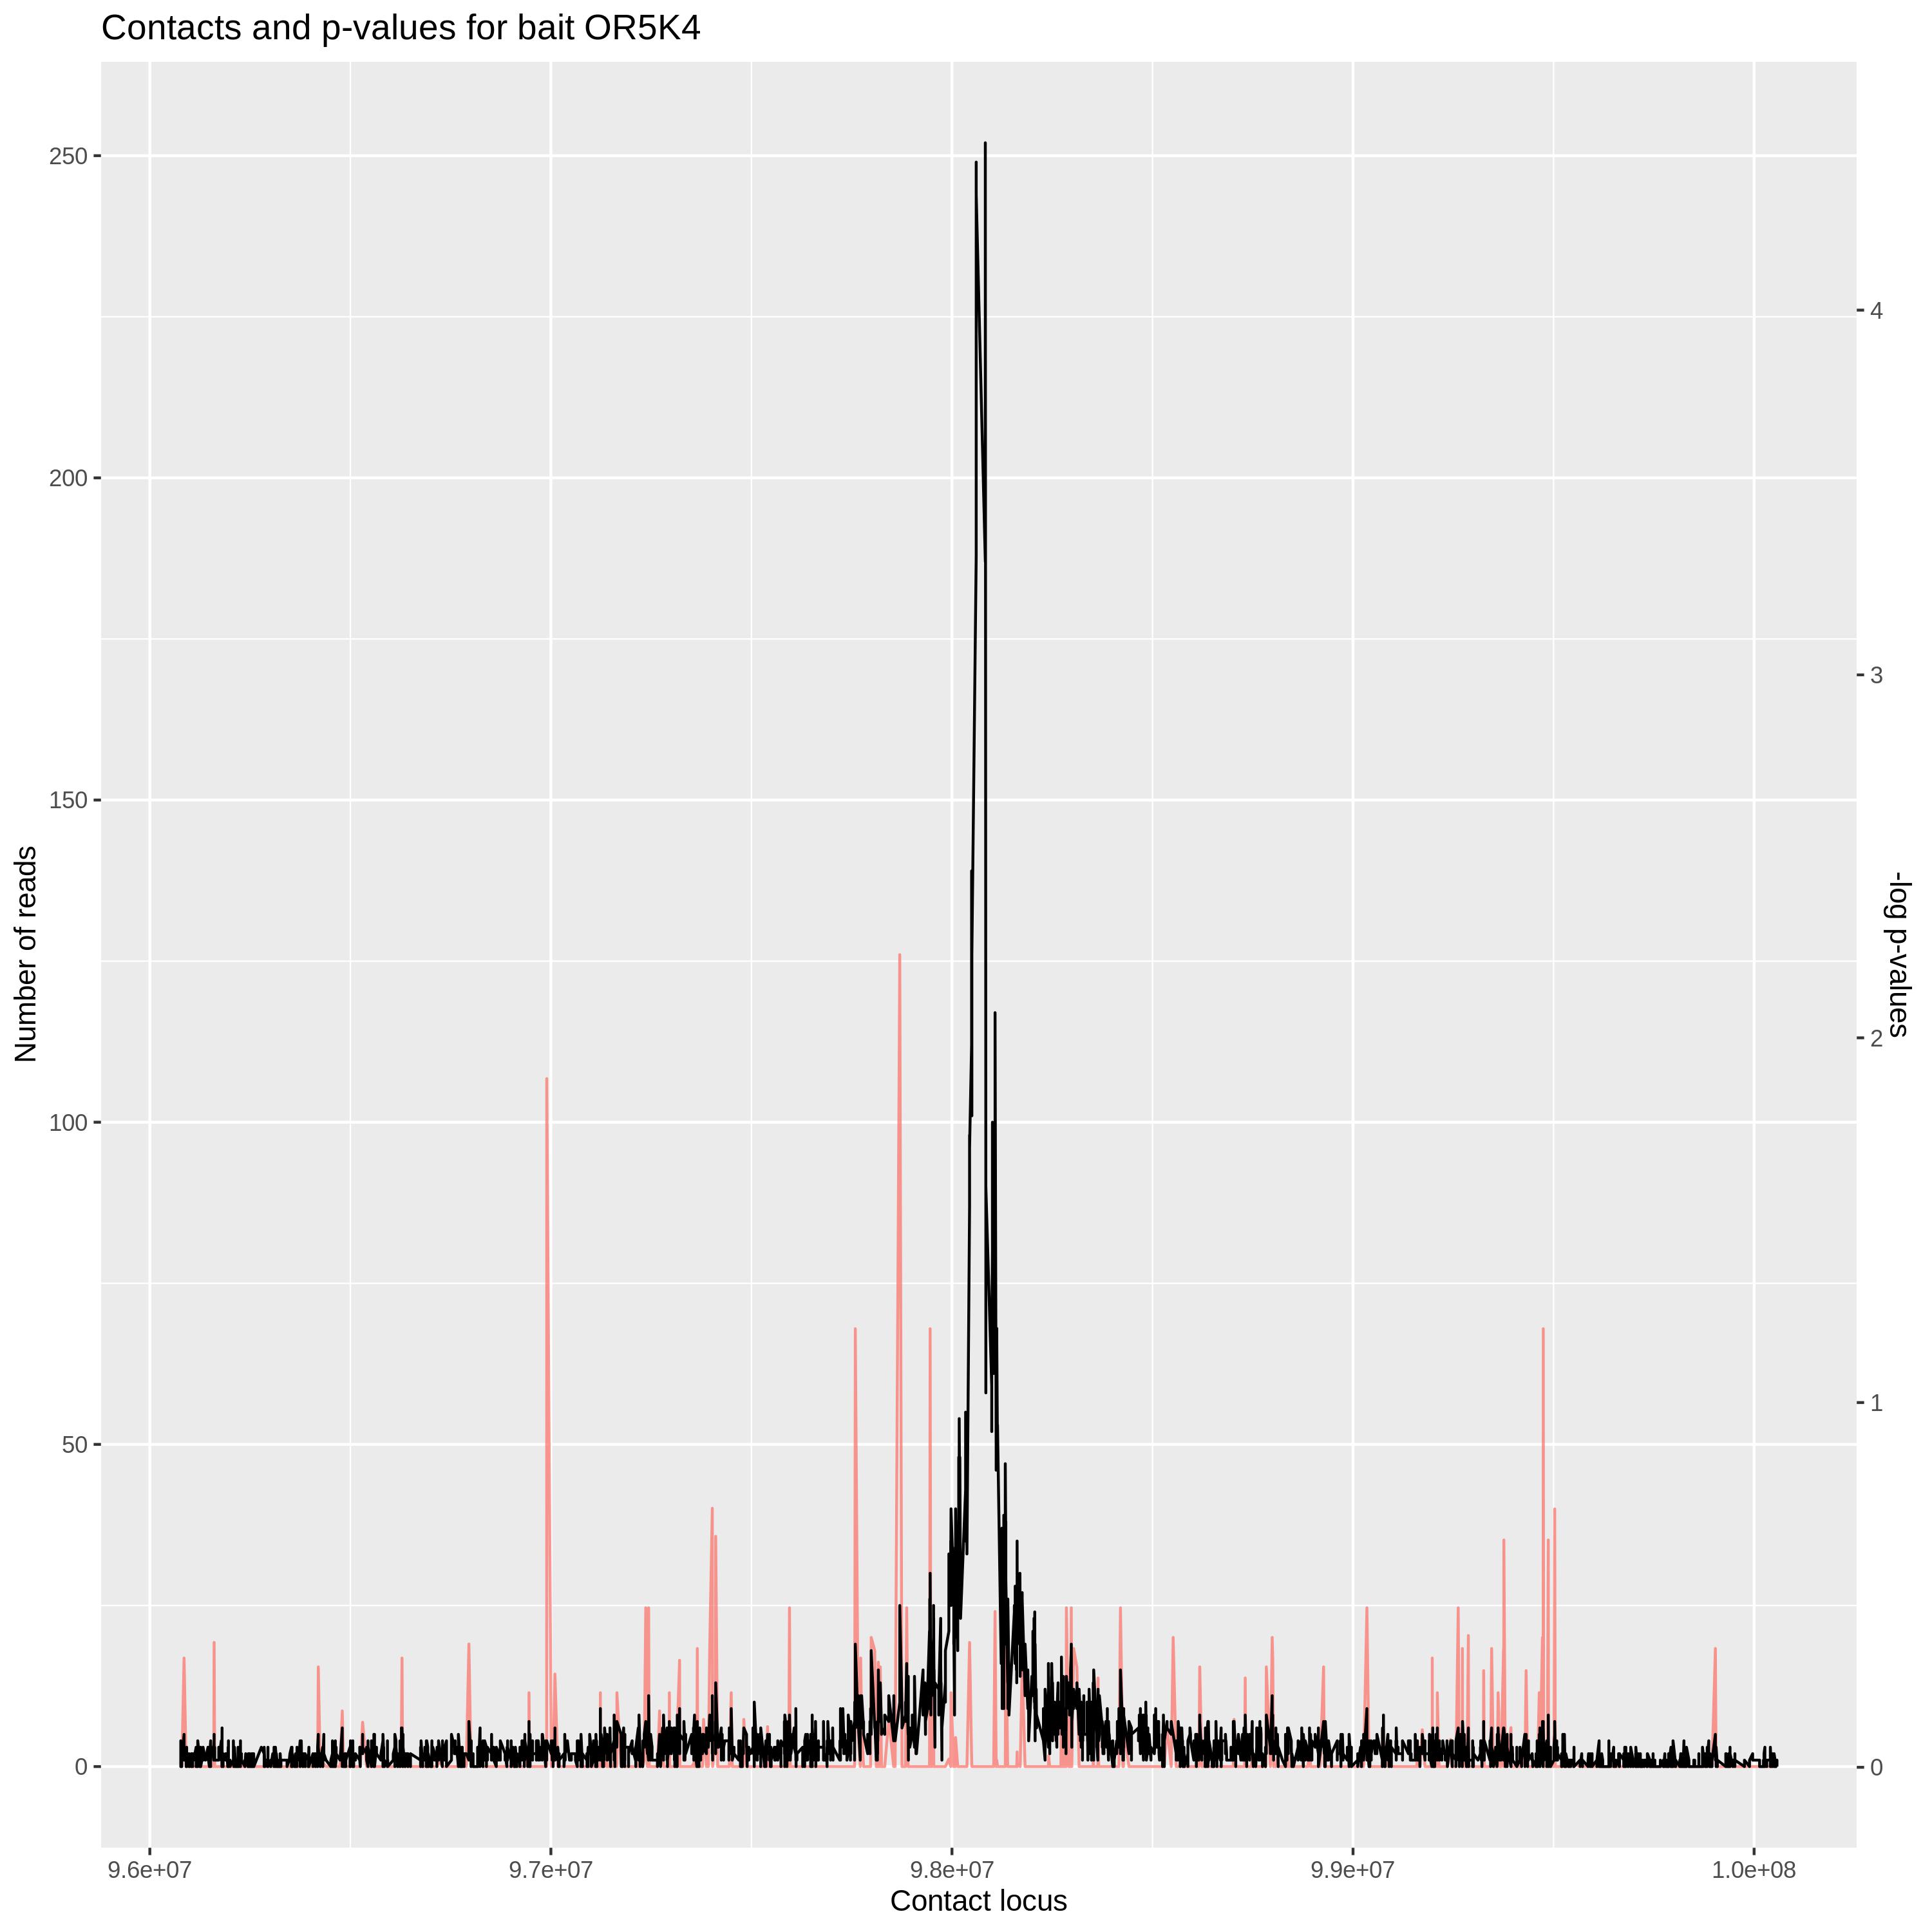 Contacts and p-values for bait OR5K4
250
200
150
100
50
0
Number of reads
4
3
2
1
0
-log p-values
9.6e+07
9.7e+07
9.8e+07
9.9e+07
1.0e+08
Contact locus